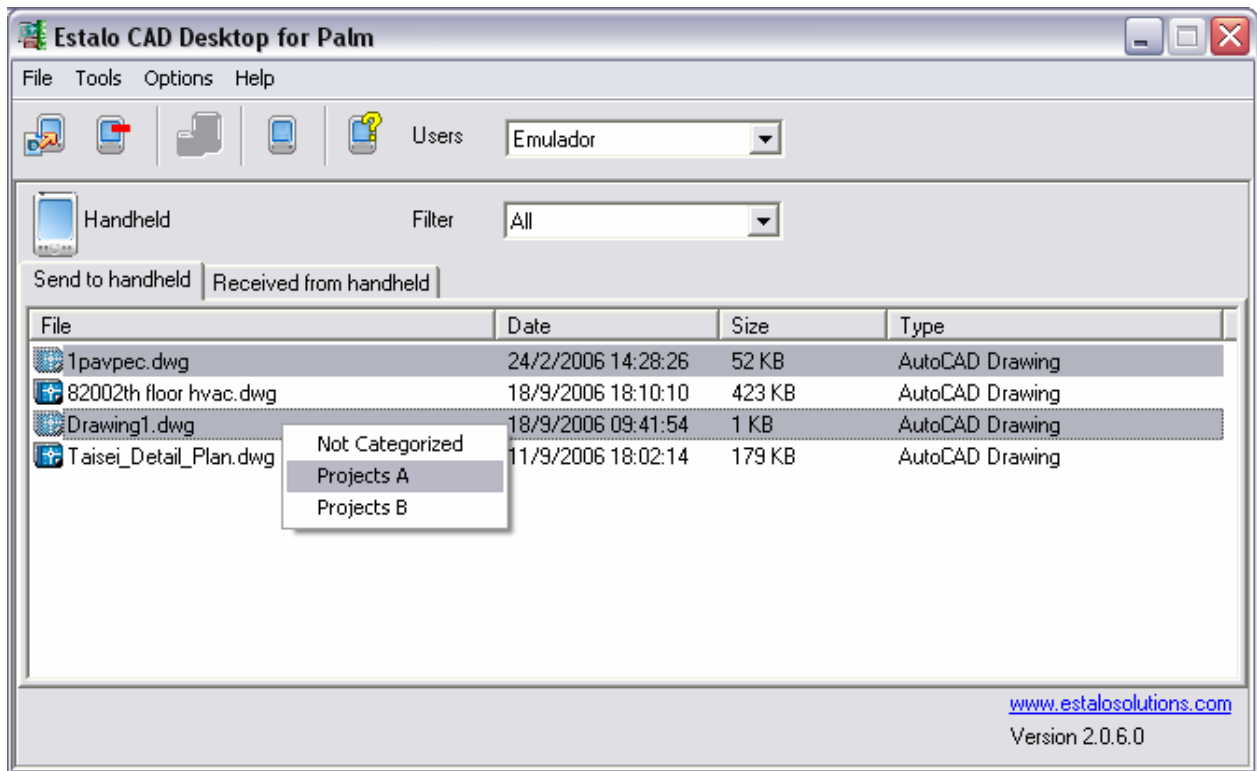 Estalo CAD Desktop for Palm
File Tools Options Help
Users Emulador
Handheld Filter All
Send to handheld Received from handheld
File Date Size Type
1pavpec.dwg 24/2/2006 14:28:26 52 KB AutoCAD Drawing
82002th floor hvac.dwg 18/9/2006 18:10:10 423 KB AutoCAD Drawing
Drawing1.dwg 18/9/2006 09:41:54 1 KB AutoCAD Drawing
Taisei_Detail_Plan.dwg 11/9/2006 18:02:14 179 KB AutoCAD Drawing
Not Categorized
Projects A
Projects B
www.estalosolutions.com
Version 2.0.6.0